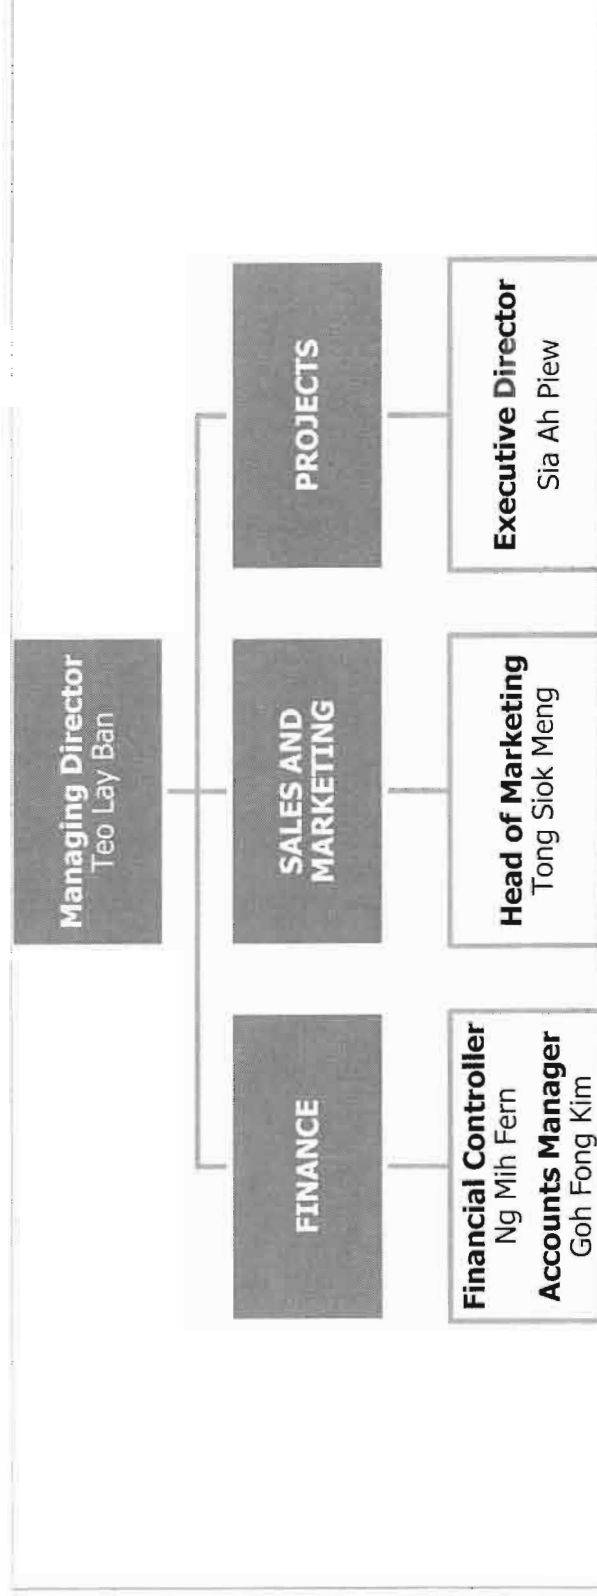 Managing Director
Teo Lay Ban
FINANCE
SALES AND
MARKETING
PROJECTS
Financial Controller
Ng Mih Fern
Accounts Manager
Goh Fong Kim
Head of Marketing
Tong Siok Meng
Executive Director
Sia Ah Piew